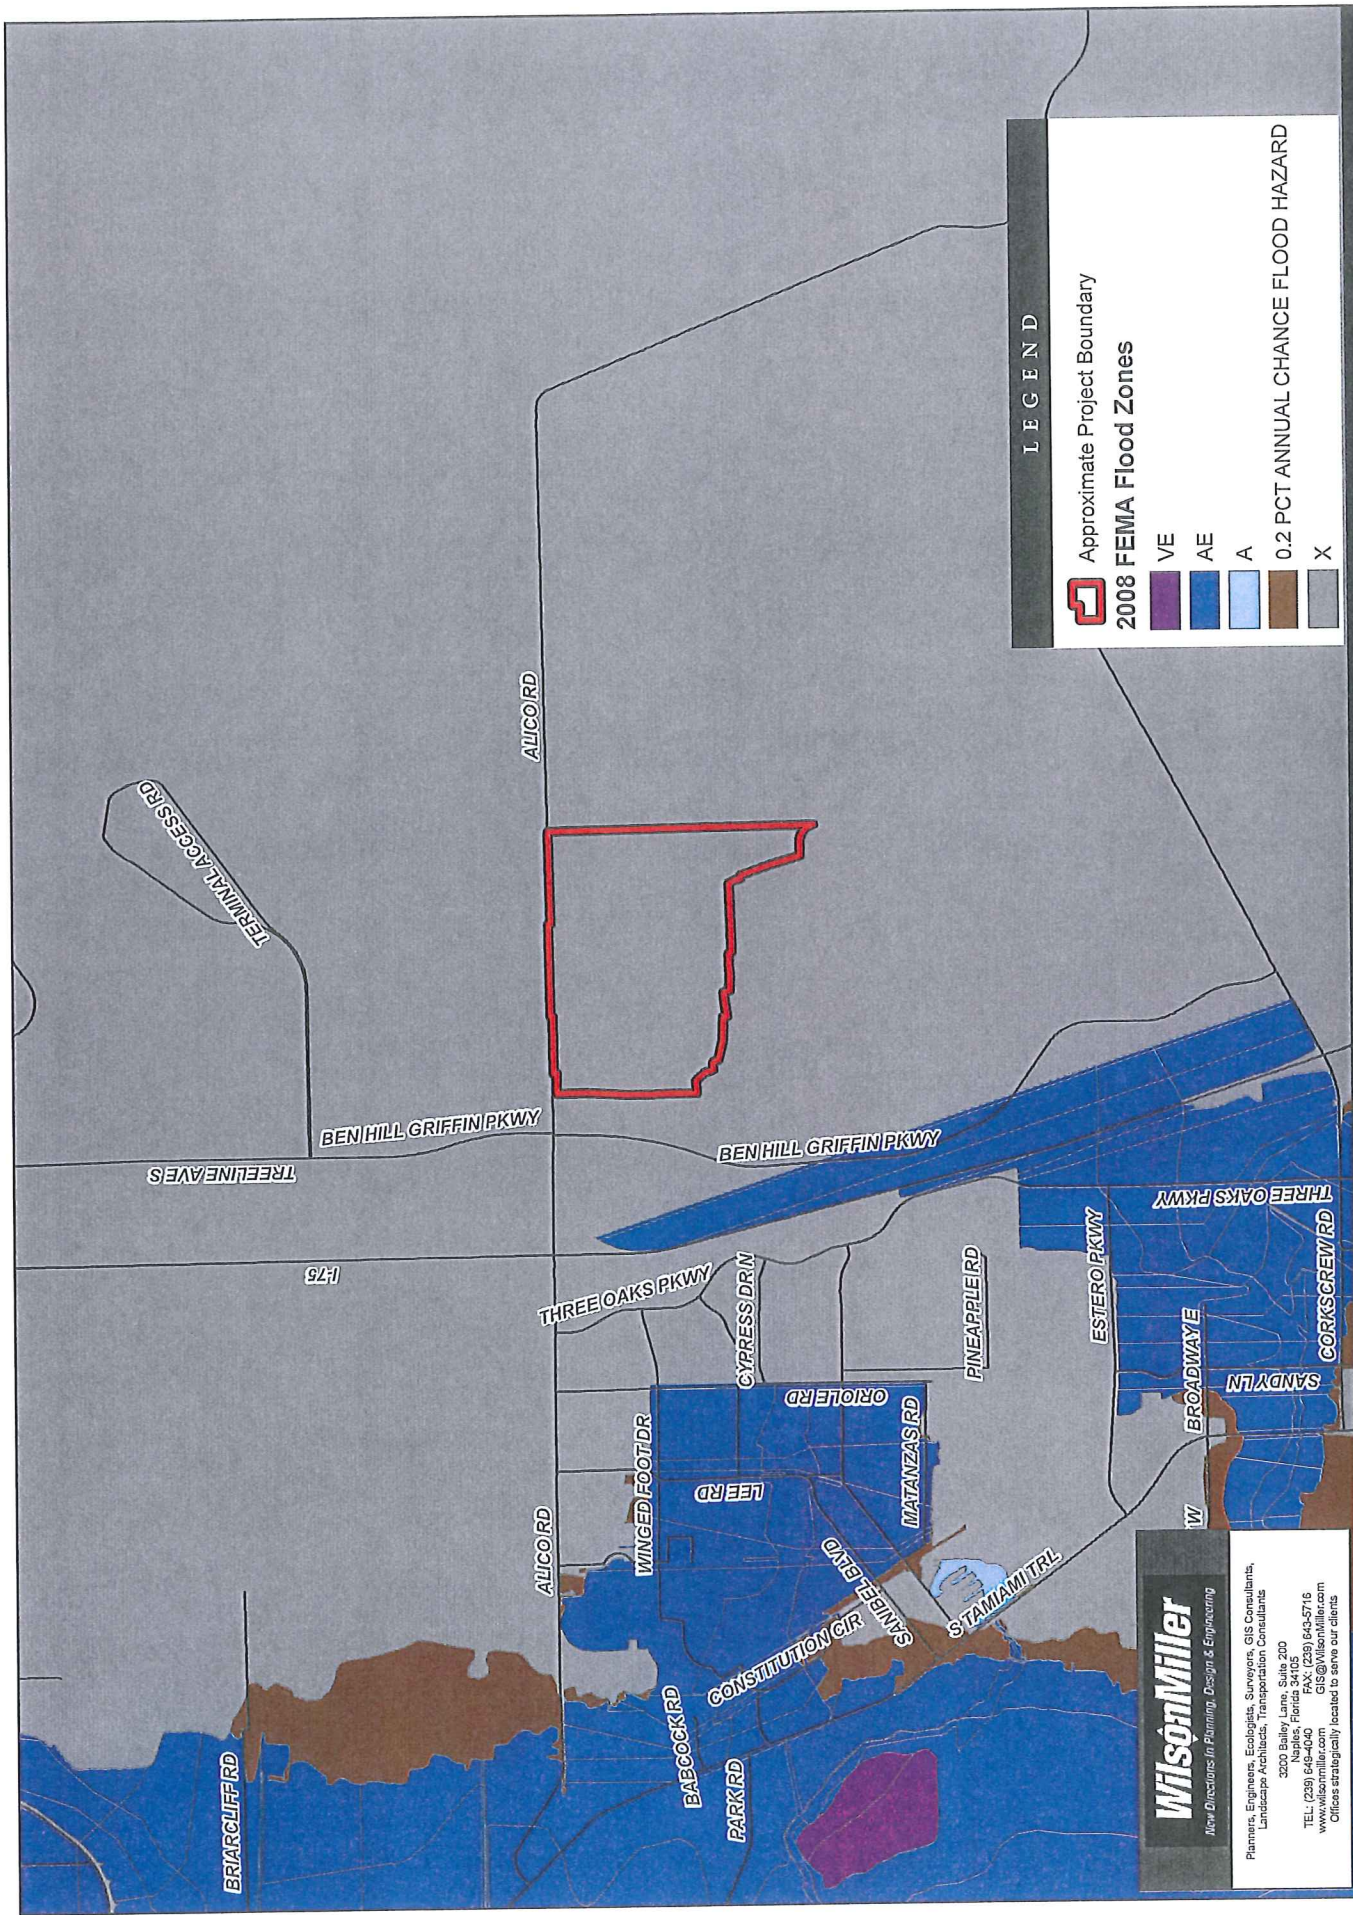 TERMINAL ACCESS RD
TREELINE AVE S
BEN HILL GRIFFIN PKWY
I-75
BRIARCLIFF RD
ALICO RD
ALICO RD
THREE OAKS PKWY
BEN HILL GRIFFIN PKWY
WINGED FOOT DR
CYPRESS DR N
LEE RD
ORIOLE RD
BABCOCK RD
CONSTITUTION CIR
PARK RD
SANIBEL BLVD
MATANZAS RD
S TAMIAMI TRL
PINEAPPLE RD
ESTERO PKWY
THREE OAKS PKWY
BROADWAY E
W
SANDY LN
CORKSCREW RD
LEGEND
Approximate Project Boundary
2008 FEMA Flood Zones
VE
AE
A
0.2 PCT ANNUAL CHANCE FLOOD HAZARD
X
WilsonMiller
New Directions In Planning, Design & Engineering
Planners, Engineers, Ecologists, Surveyors, GIS Consultants,
Landscape Architects, Transportation Consultants
3200 Bailey Lane, Suite 200
Naples, Florida 34105
TEL: (239) 649-4040 FAX: (239) 643-5716
www.wilsonmiller.com GIS@WilsonMiller.com
Offices strategically located to serve our clients